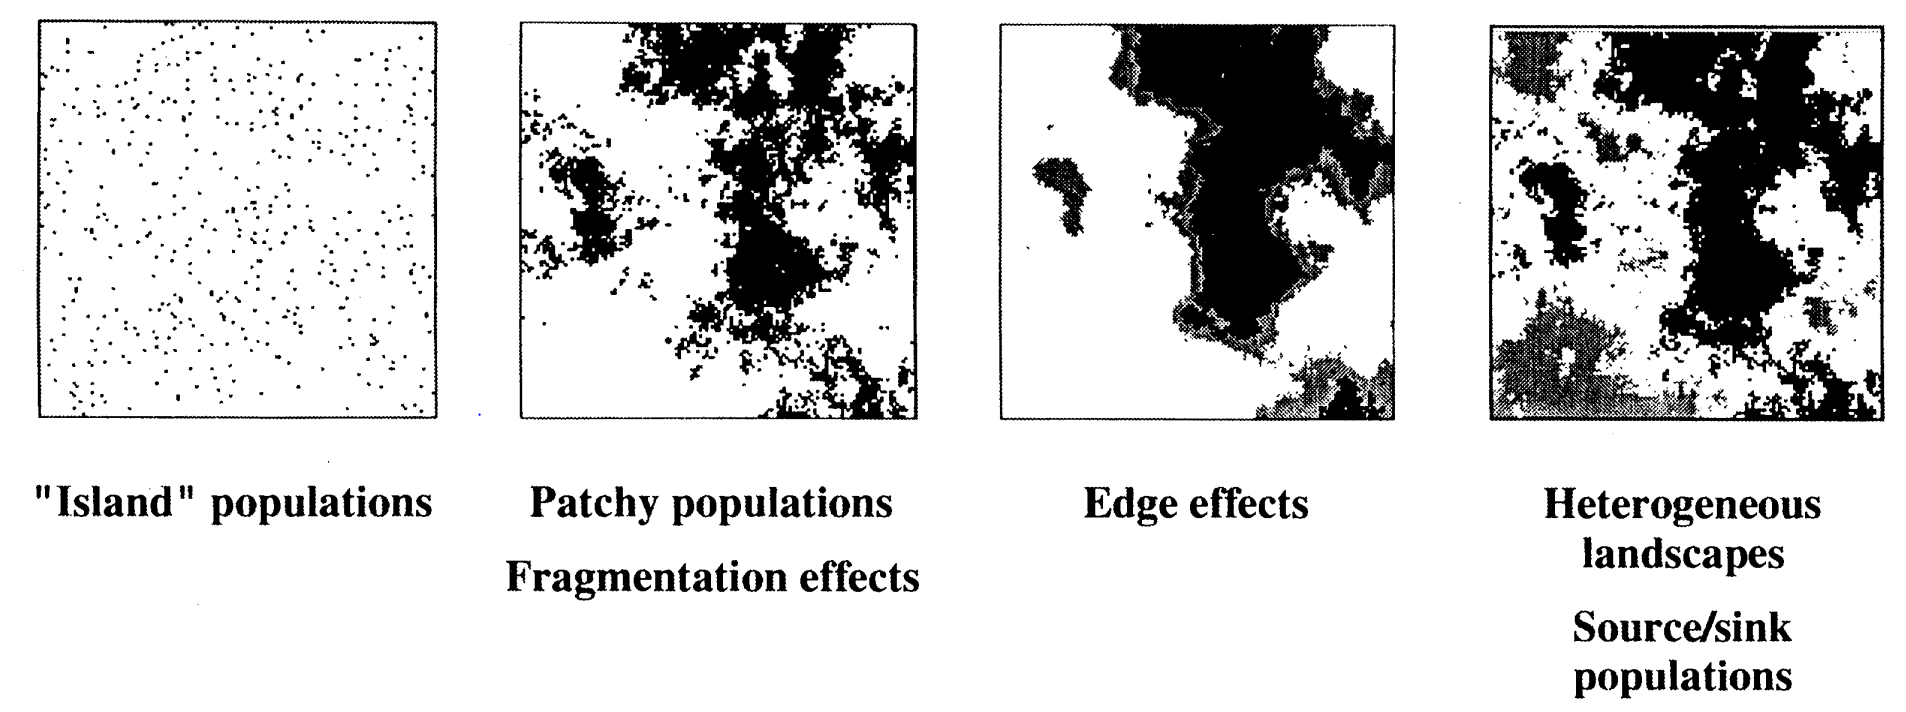 "Island" populations
Patchy populations
Fragmentation effects
Edge effects
Heterogeneous
landscapes
Source/sink
populations